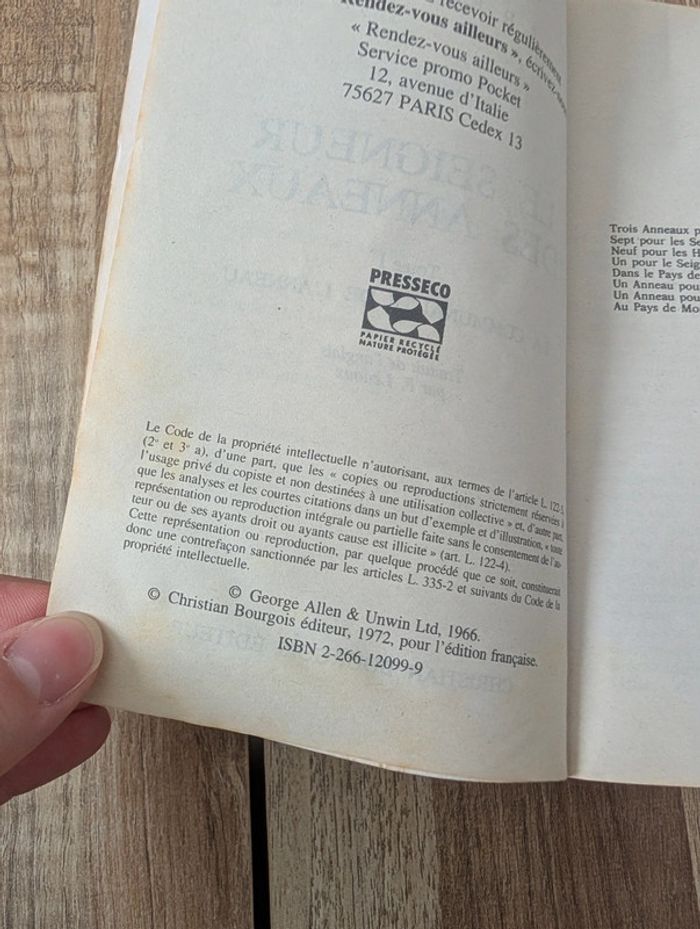 recevoir régulièrement
Rendez-vous ailleurs », écrivez-nous
« Rendez-vous ailleurs »
Service promo Pocket
12, avenue d'Italie
75627 PARIS Cedex 13
PRESSECO
PAPIER RECYCLÉ
NATURE PROTÉGÉE
Le Code de la propriété intellectuelle n'autorisant, aux termes de l'article L. 122-5
(2° et 3° a), d'une part, que les « copies ou reproductions strictement réservées à
l'usage privé du copiste et non destinées à une utilisation collective » et, d'autre part,
que les analyses et les courtes citations dans un but d'exemple et d'illustration, « toute
représentation ou reproduction intégrale ou partielle faite sans le consentement de l'au-
teur ou de ses ayants droit ou ayants cause est illicite » (art. L. 122-4).
Cette représentation ou reproduction, par quelque procédé que ce soit, constituerait
donc une contrefaçon sanctionnée par les articles L. 335-2 et suivants du Code de la
propriété intellectuelle.
© George Allen & Unwin Ltd, 1966.
© Christian Bourgois éditeur, 1972, pour l'édition française.
ISBN 2-266-12099-9
Trois Anneaux p
Sept pour les Se
Neuf pour les H
Un pour le Seig
Dans le Pays de
Un Anneau pou
Un Anneau pou
Au Pays de Mo